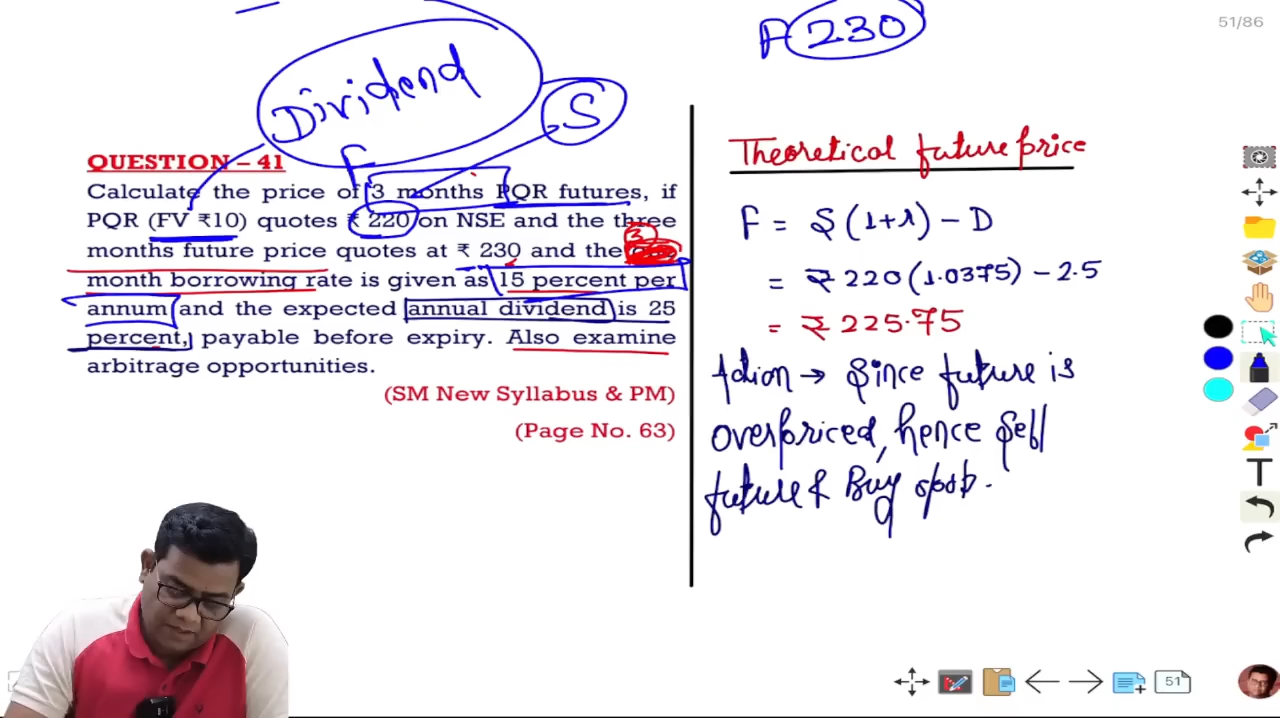 51/86
F 230
Dividend
S
F
QUESTION – 41
Calculate the price of 3 months PQR futures, if
PQR (FV ₹10) quotes ₹ 220 on NSE and the three
months future price quotes at ₹ 230 and the 3
month borrowing rate is given as 15 percent per
annum and the expected annual dividend is 25
percent, payable before expiry. Also examine
arbitrage opportunities.
(SM New Syllabus & PM)
(Page No. 63)
Theoretical future price
F = S (1+r) - D
= ₹ 220 (1.0375) - 2.5
= ₹ 225.75
Action → Since future is
overpriced, hence sell
future & Buy spot.
T
51